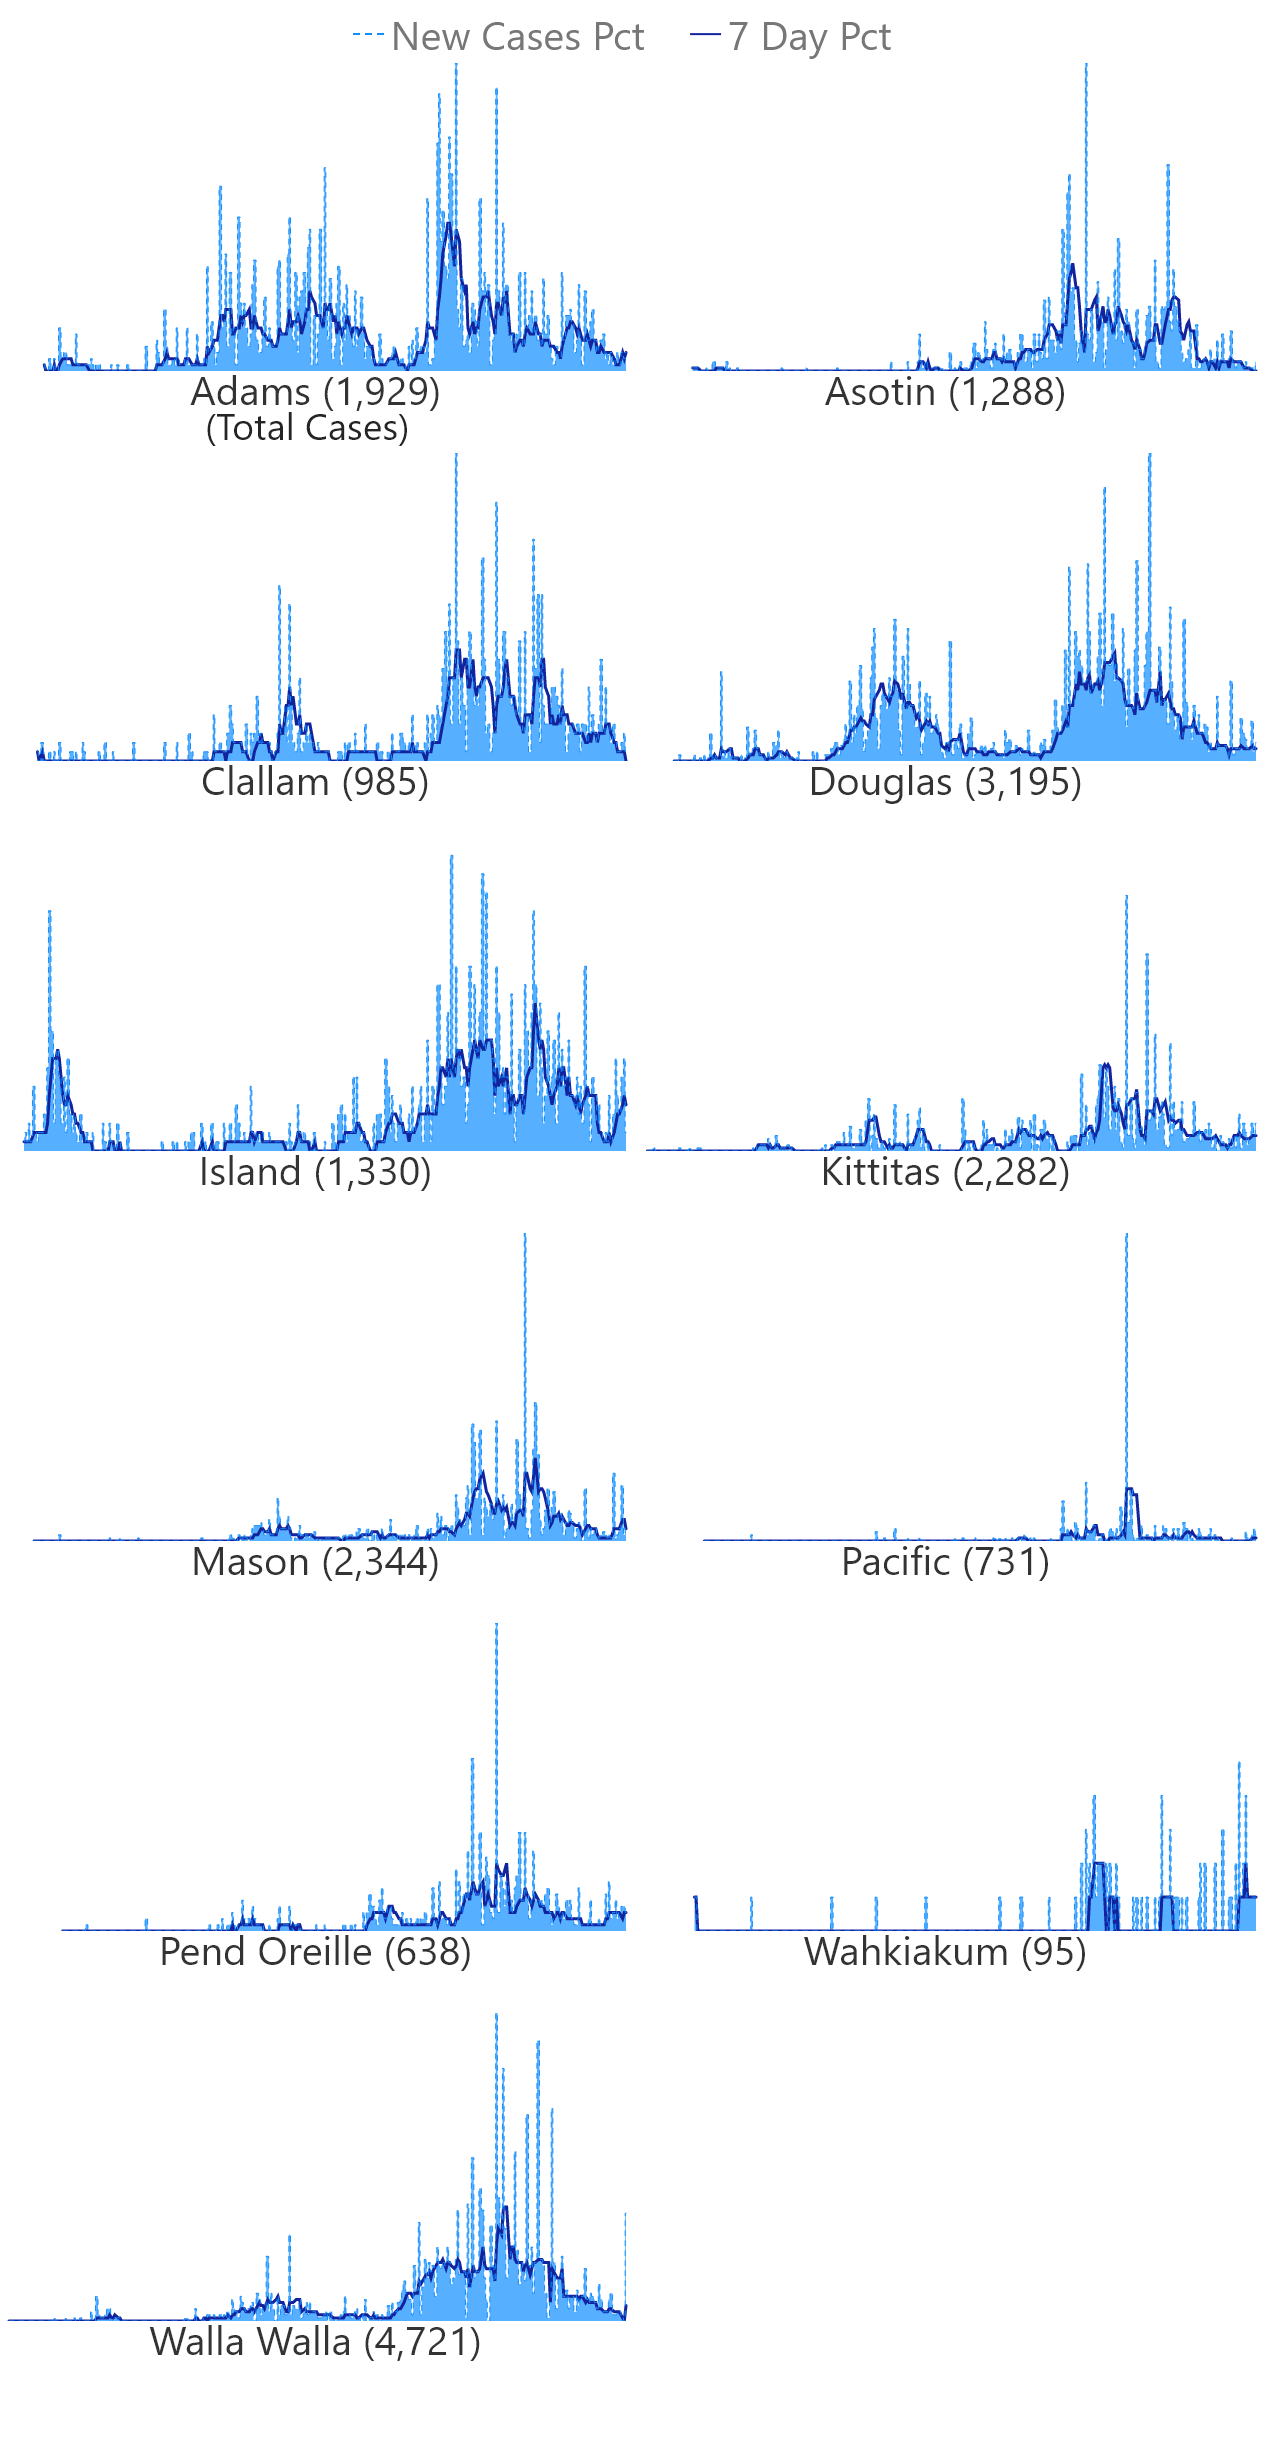 New Cases Pct 7 Day Pct
Adams (1,929) Asotin (1,288)
(Total Cases)
Clallam (985) Douglas (3,195)
Island (1,330) Kittitas (2,282)
Mason (2,344) Pacific (731)
Pend Oreille (638) Wahkiakum (95)
Walla Walla (4,721)